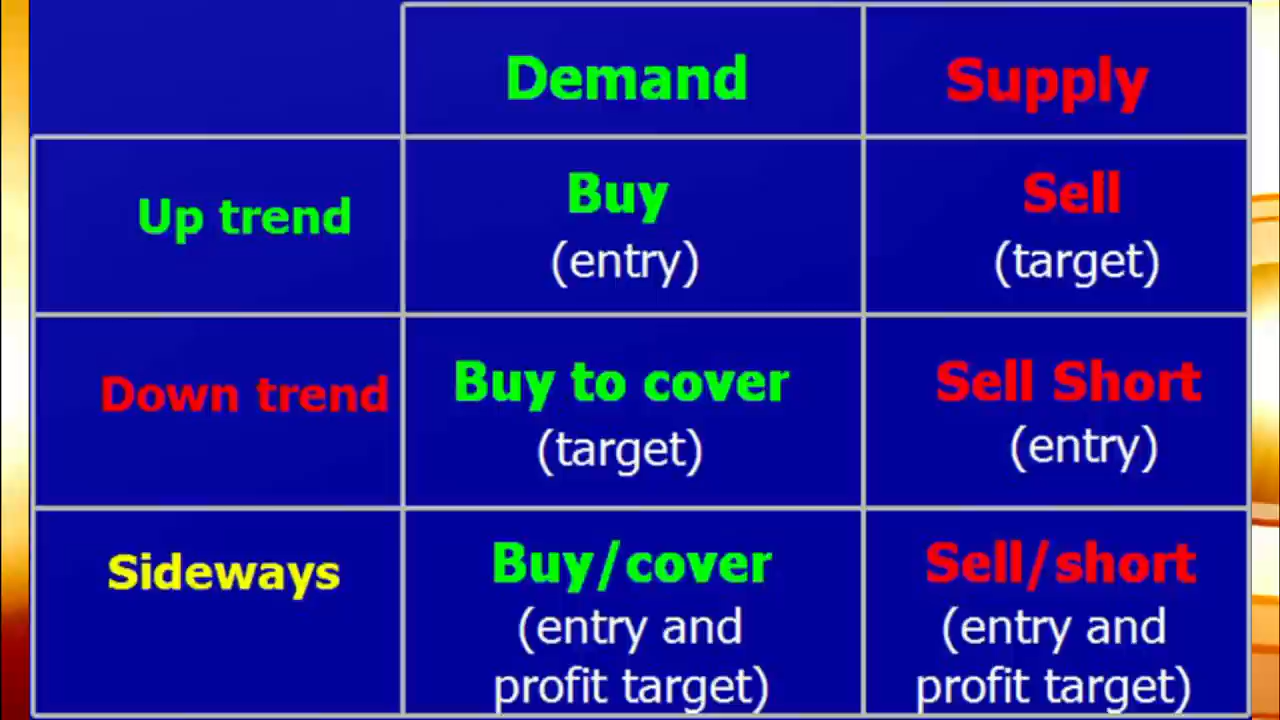 Demand
Supply
Up trend
Buy
(entry)
Sell
(target)
Down trend
Buy to cover
(target)
Sell Short
(entry)
Sideways
Buy/cover
(entry and
profit target)
Sell/short
(entry and
profit target)